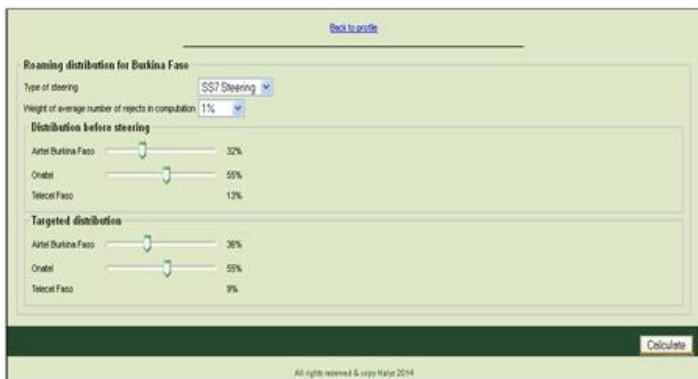 Back to profile
Roaming distribution for Burkina Faso
Type of steering SS7 Steering
Weight of average number of rejects in computation 1%
Distribution before steering
Airtel Burkina Faso 32%
Onatel 55%
Telecel Faso 13%
Targeted distribution
Airtel Burkina Faso 36%
Onatel 55%
Telecel Faso 9%
Calculate
All rights reserved & copy Halys 2014